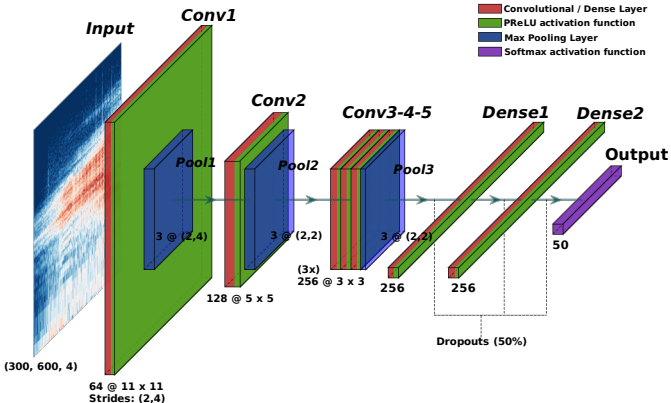 Convolutional / Dense Layer
PReLU activation function
Max Pooling Layer
Softmax activation function
Input
Conv1
Conv2
Conv3-4-5
Dense1
Dense2
Output
Pool1
Pool2
Pool3
3 @ (2,4)
3 @ (2,2)
3 @ (2,2)
50
(3x)
256 @ 3 x 3
256
256
128 @ 5 x 5
Dropouts (50%)
(300, 600, 4)
64 @ 11 x 11
Strides: (2,4)